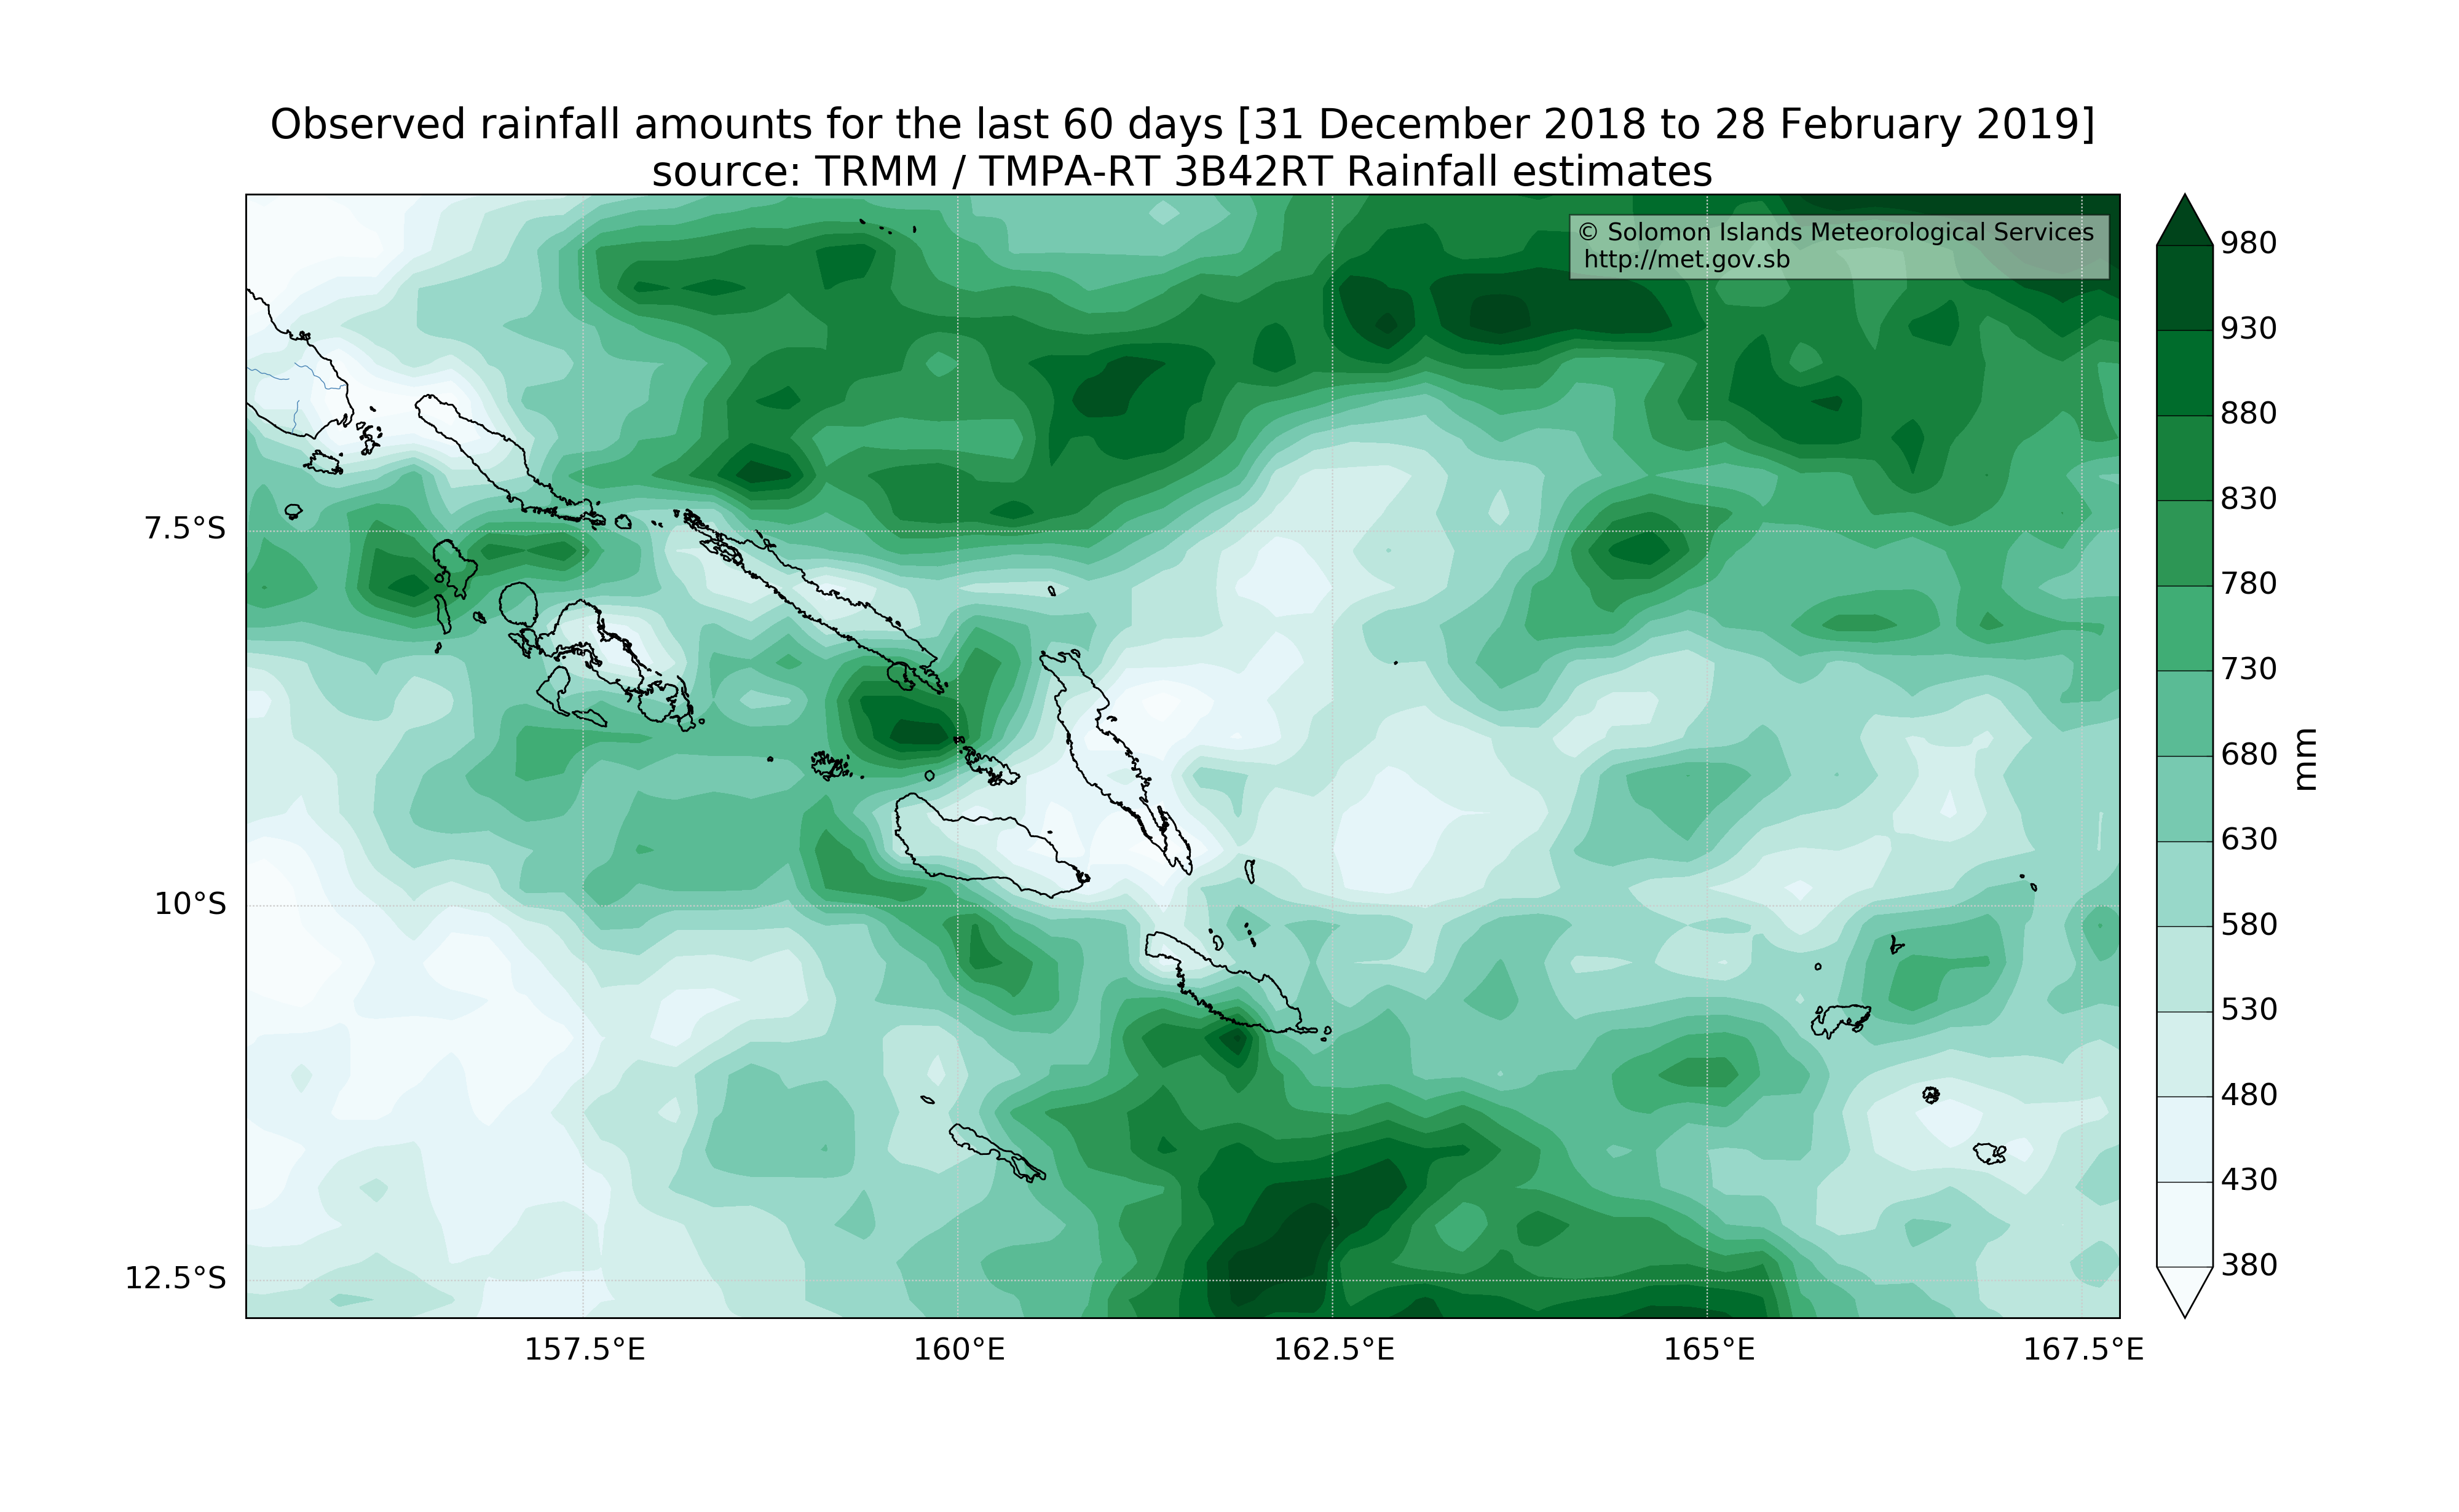 Observed rainfall amounts for the last 60 days [31 December 2018 to 28 February 2019]
source: TRMM / TMPA-RT 3B42RT Rainfall estimates
© Solomon Islands Meteorological Services
http://met.gov.sb
7.5°S
10°S
12.5°S
157.5°E
160°E
162.5°E
165°E
167.5°E
980
930
880
830
780
730
680
630
580
530
480
430
380
mm